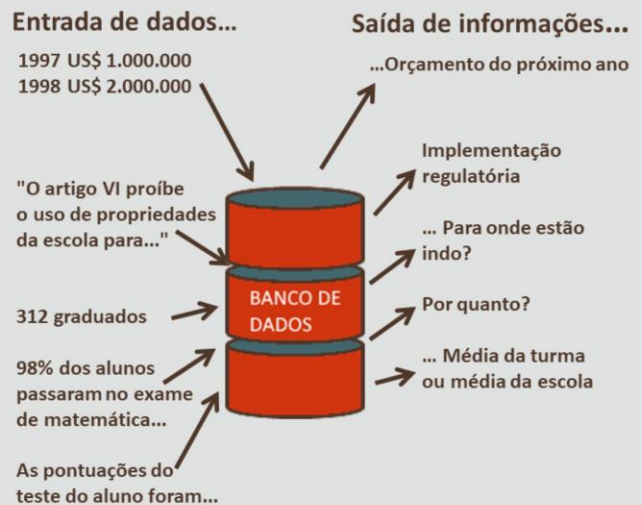 Entrada de dados...
1997 US$ 1.000.000
1998 US$ 2.000.000
"O artigo VI proíbe
o uso de propriedades
da escola para..."
312 graduados
98% dos alunos
passaram no exame
de matemática...
As pontuações do
teste do aluno foram...
BANCO DE
DADOS
Saída de informações...
...Orçamento do próximo ano
Implementação
regulatória
... Para onde estão
indo?
Por quanto?
... Média da turma
ou média da escola